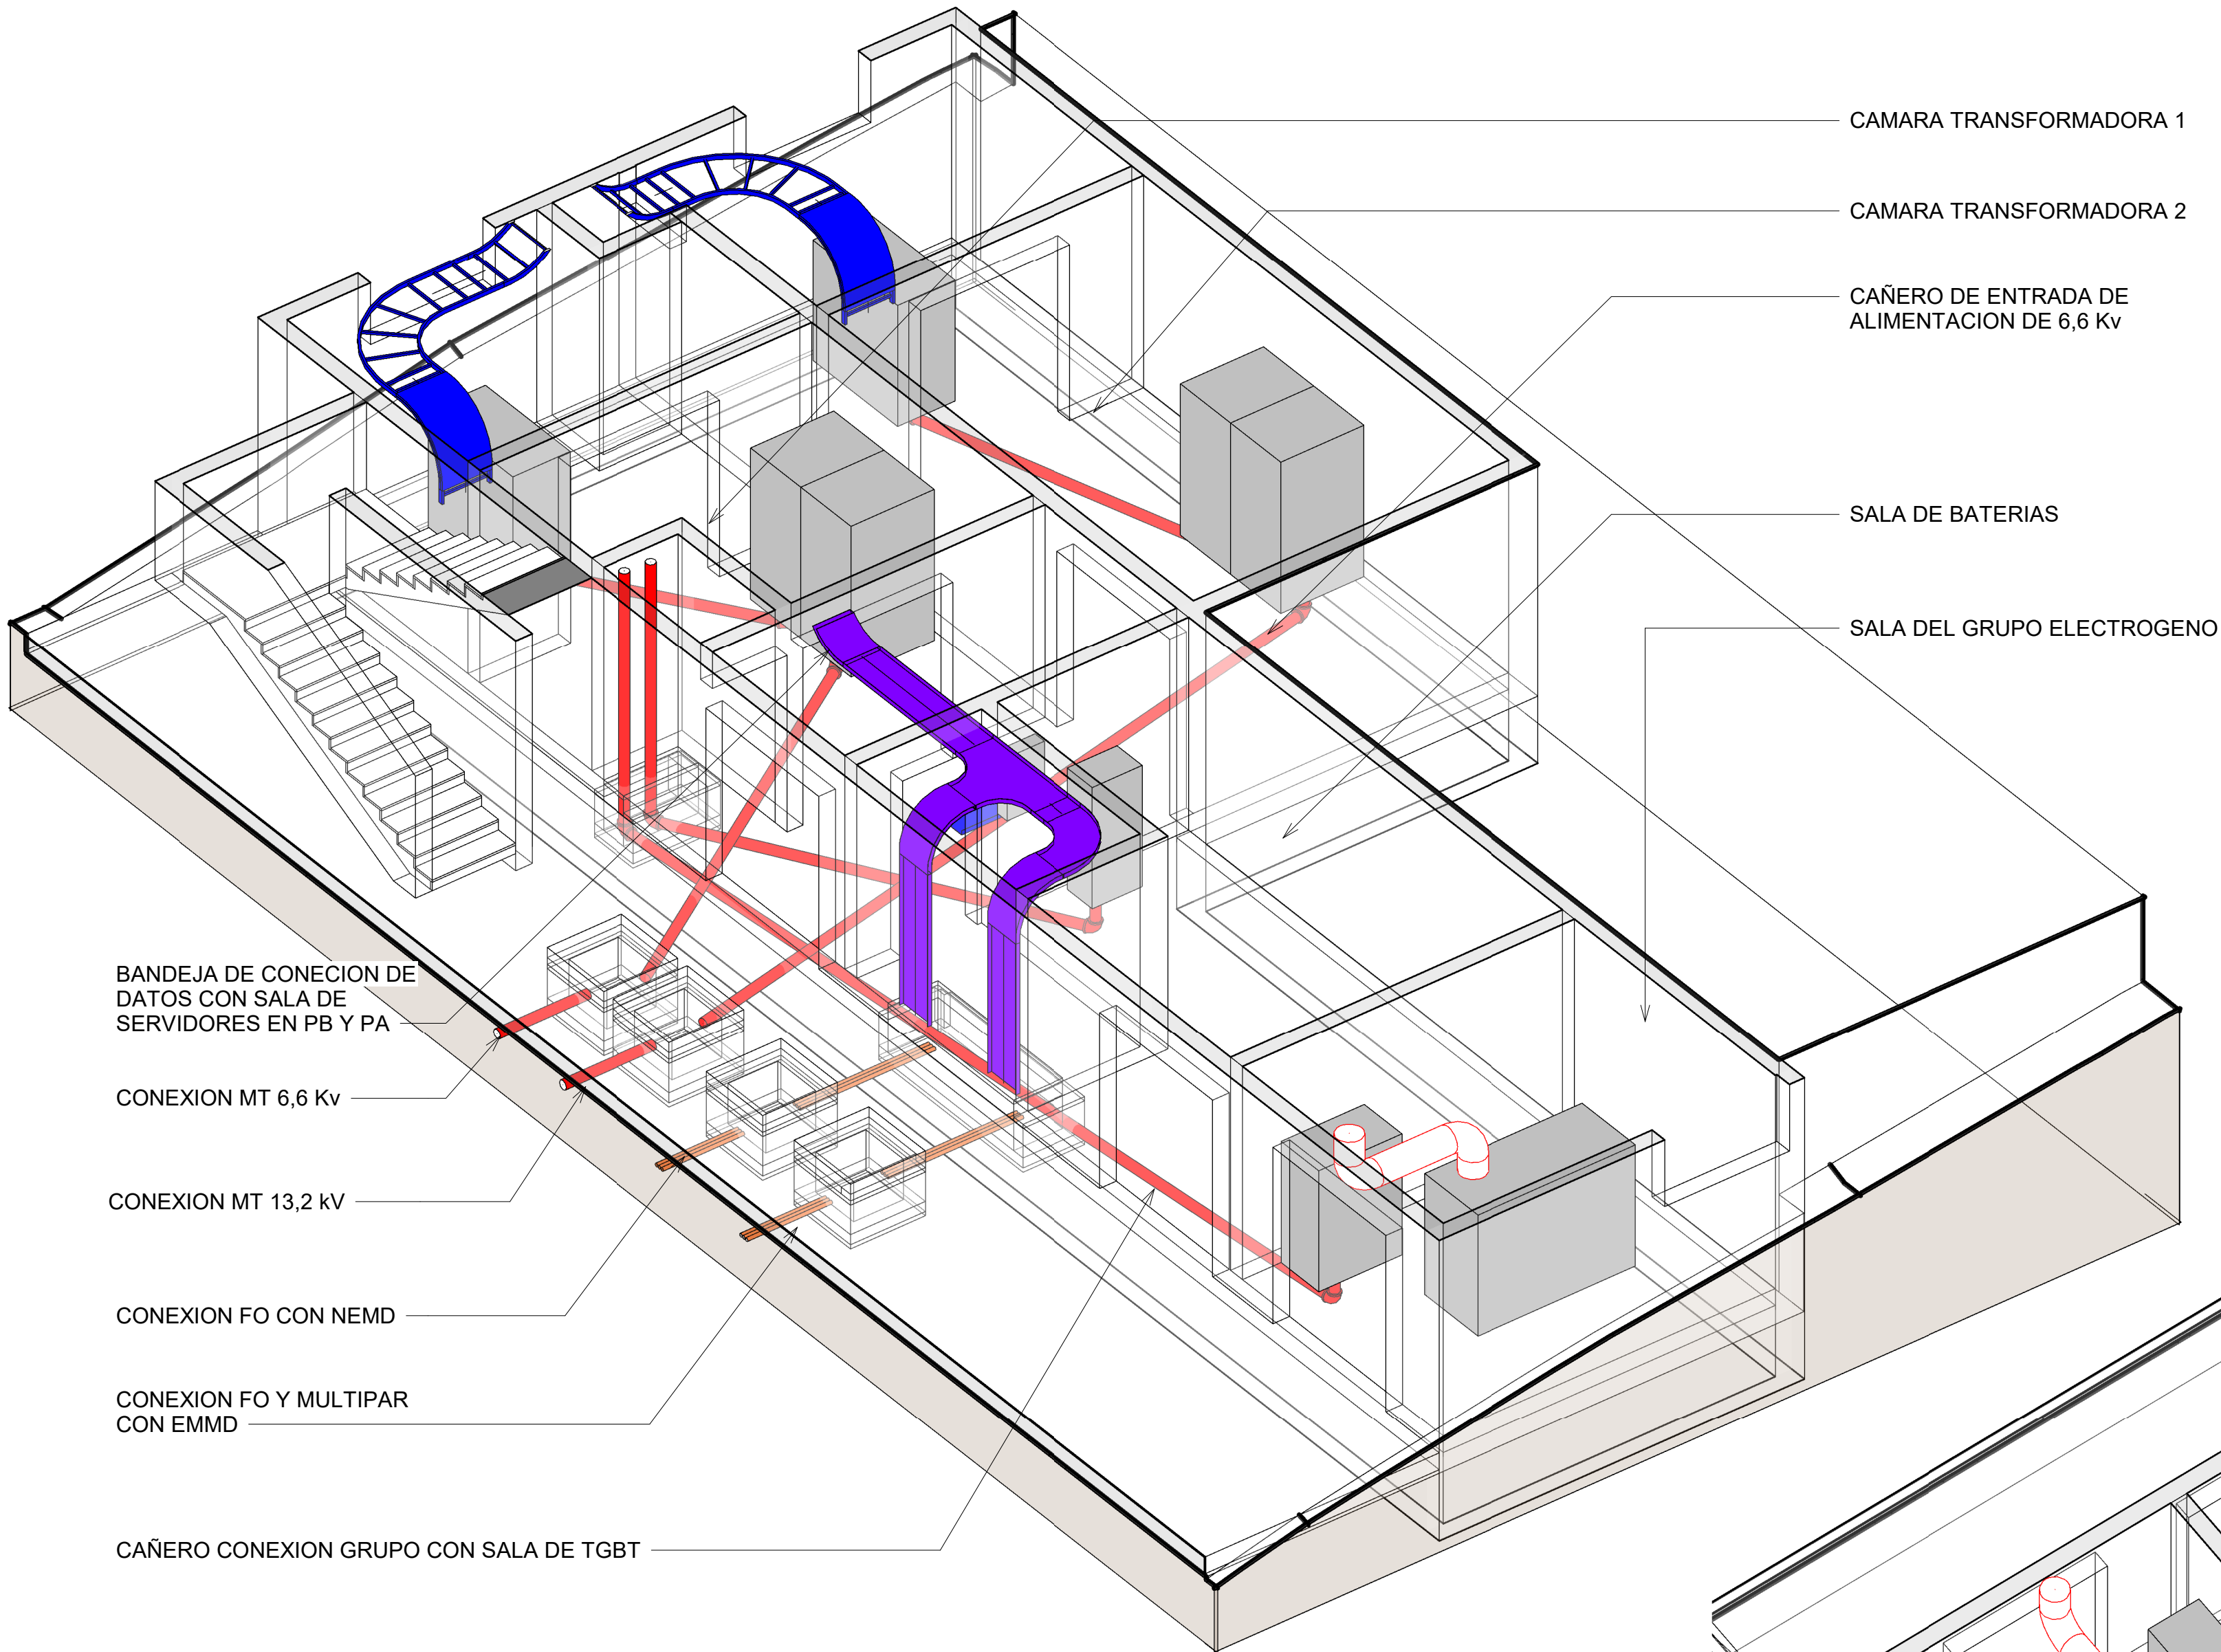 CAMARA TRANSFORMADORA 1
CAMARA TRANSFORMADORA 2
CAÑERO DE ENTRADA DE
ALIMENTACION DE 6,6 Kv
SALA DE BATERIAS
SALA DEL GRUPO ELECTROGENO
BANDEJA DE CONECION DE
DATOS CON SALA DE
SERVIDORES EN PB Y PA
CONEXION MT 6,6 Kv
CONEXION MT 13,2 kV
CONEXION FO CON NEMD
CONEXION FO Y MULTIPAR
CON EMMD
CAÑERO CONEXION GRUPO CON SALA DE TGBT